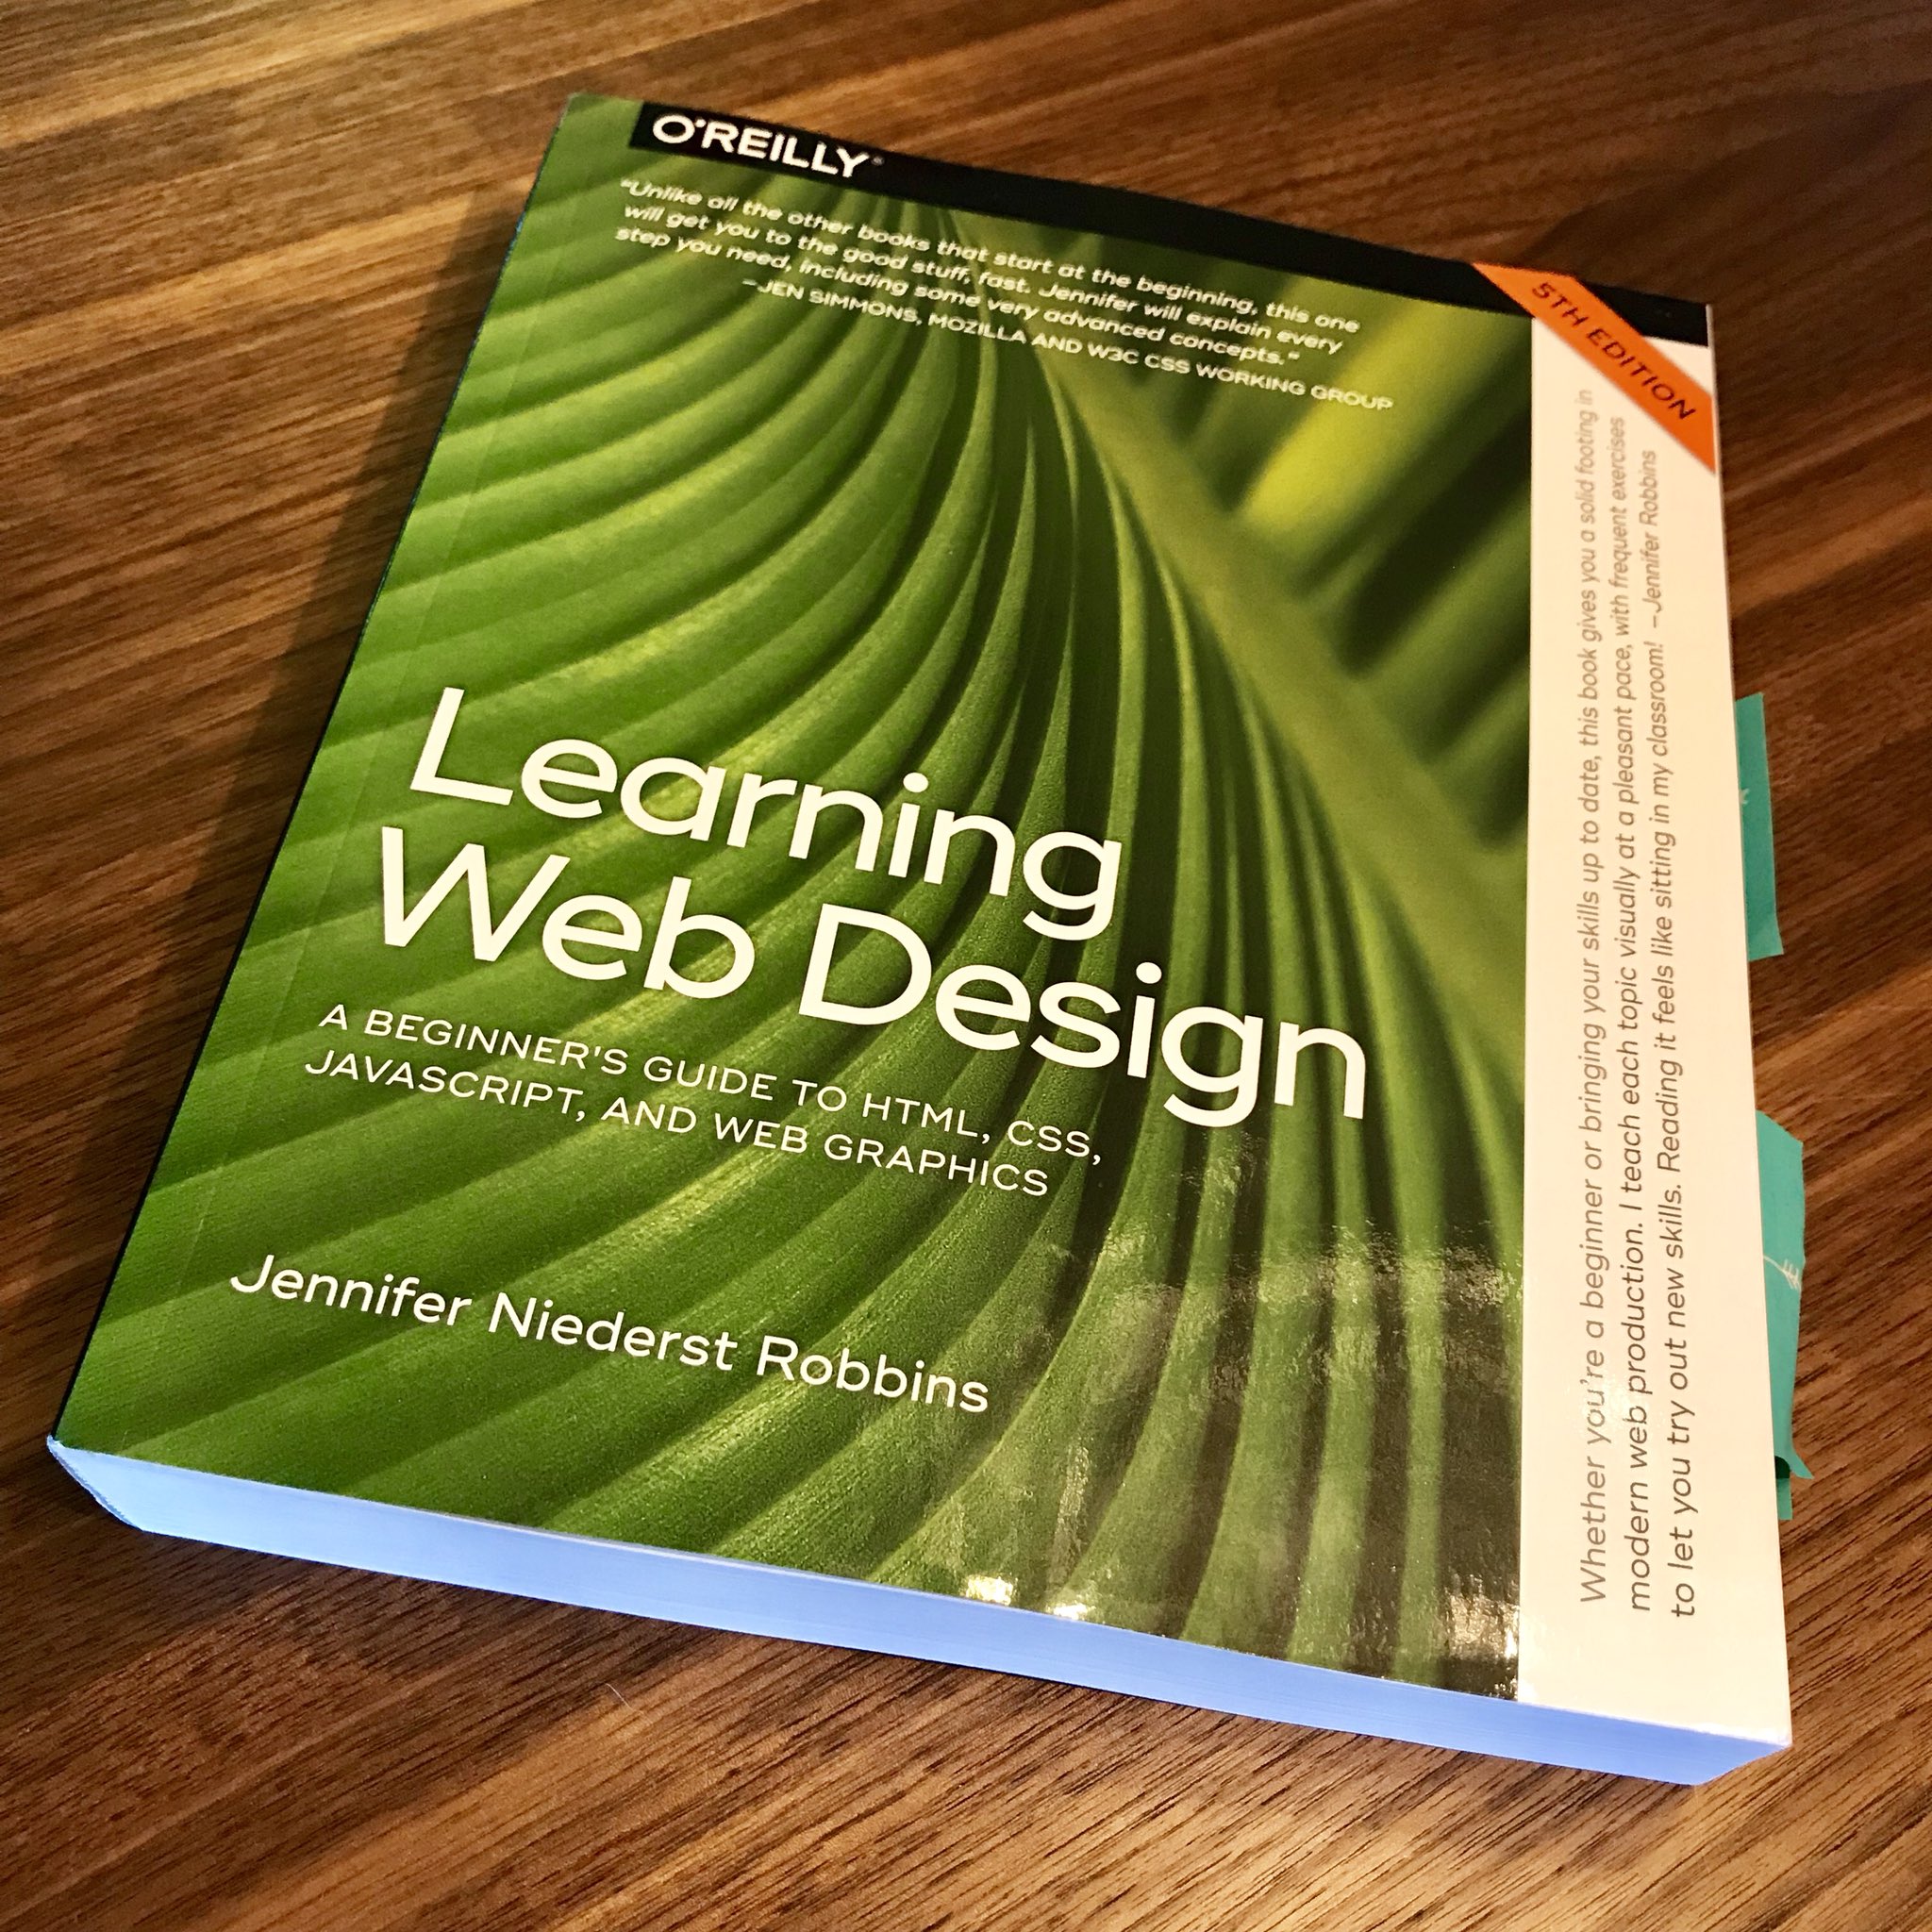 O'REILLY®
"Unlike all the other books that start at the beginning, this one
will get you to the good stuff, fast. Jennifer will explain every
step you need, including some very advanced concepts."
–JEN SIMMONS, MOZILLA AND W3C CSS WORKING GROUP
5TH EDITION
Learning
Web Design
A BEGINNER'S GUIDE TO HTML, CSS,
JAVASCRIPT, AND WEB GRAPHICS
Jennifer Niederst Robbins
Whether you're a beginner or bringing your skills up to date, this book gives you a solid footing in
modern web production. I teach each topic visually at a pleasant pace, with frequent exercises
to let you try out new skills. Reading it feels like sitting in my classroom! –Jennifer Robbins